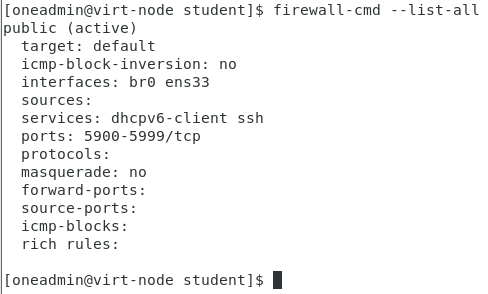 [oneadmin@virt-node student]$ firewall-cmd --list-all
public (active)
  target: default
  icmp-block-inversion: no
  interfaces: br0 ens33
  sources:
  services: dhcpv6-client ssh
  ports: 5900-5999/tcp
  protocols:
  masquerade: no
  forward-ports:
  source-ports:
  icmp-blocks:
  rich rules:

[oneadmin@virt-node student]$